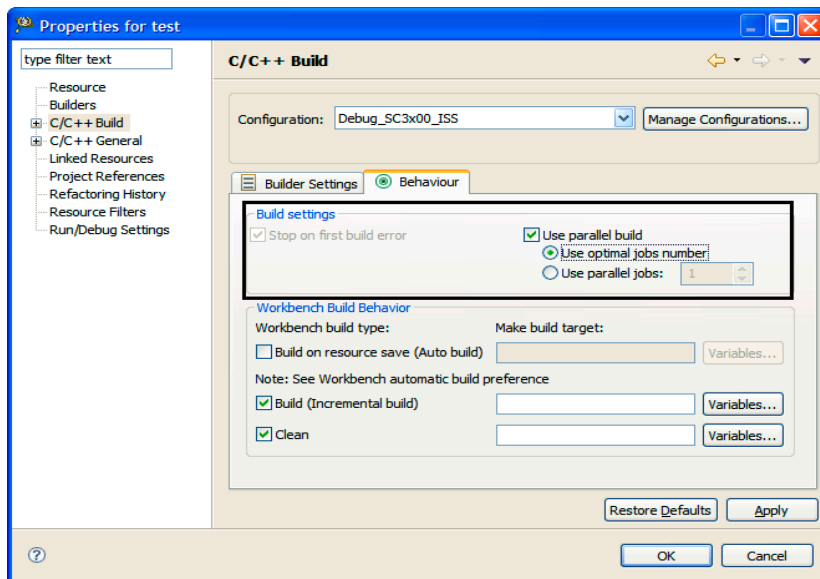 Properties for test
type filter text
Resource
Builders
C/C++ Build
C/C++ General
Linked Resources
Project References
Refactoring History
Resource Filters
Run/Debug Settings
C/C++ Build
Configuration: Debug_SC3x00_ISS Manage Configurations...
Builder Settings Behaviour
Build settings
Stop on first build error Use parallel build
Use optimal jobs number
Use parallel jobs: 1
Workbench Build Behavior
Workbench build type: Make build target:
Build on resource save (Auto build) Variables...
Note: See Workbench automatic build preference
Build (Incremental build) Variables...
Clean Variables...
Restore Defaults Apply
? OK Cancel